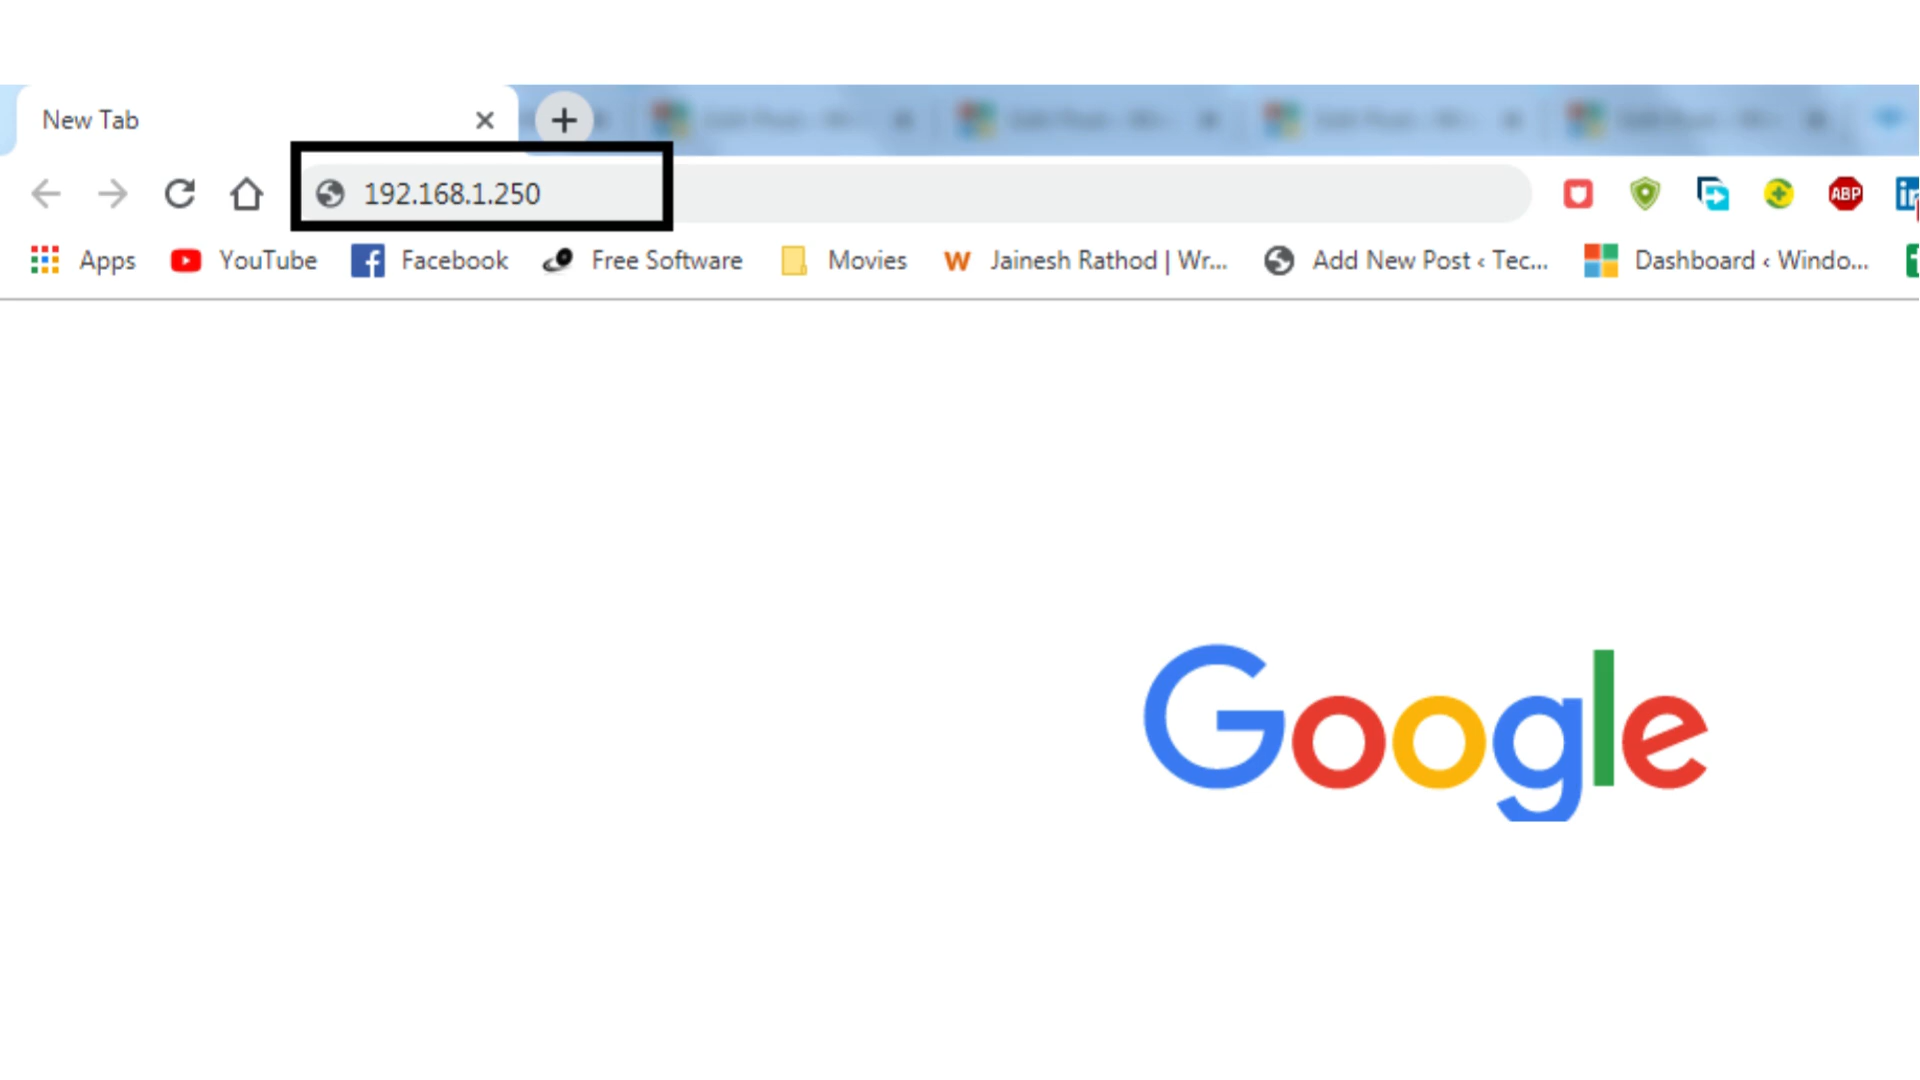 New Tab
192.168.1.250
ABP
in
Apps YouTube Facebook Free Software Movies W Jainesh Rathod | Wr... Add New Post ‹ Tec... Dashboard ‹ Windo...
Google